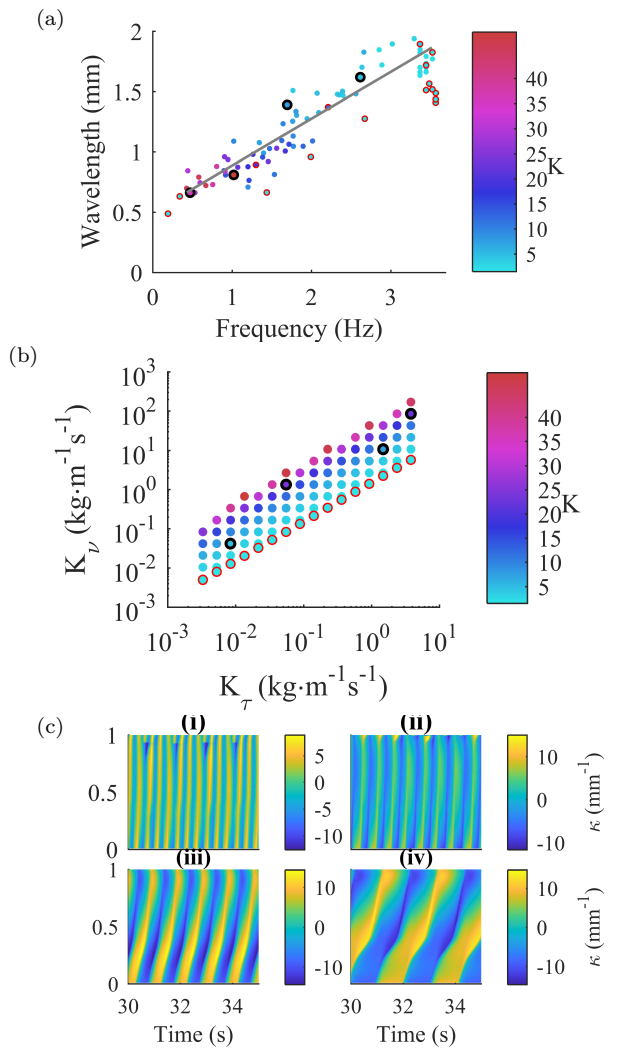 (a)
2
1.5
1
0.5
0
Wavelength (mm)
0 1 2 3
Frequency (Hz)
40
35
30
25
20
15
10
5
K
(b)
10^3
10^2
10^1
10^0
10^-1
10^-2
10^-3
K_ν (kg·m^-1 s^-1)
10^-3 10^-2 10^-1 10^0 10^1
K_τ (kg·m^-1 s^-1)
40
35
30
25
20
15
10
5
K
(c)
(i) (ii)
1
0.5
0
5
0
-5
-10
10
0
-10
κ (mm^-1)
(iii) (iv)
1
0.5
0
10
0
-10
10
0
-10
κ (mm^-1)
30 32 34
Time (s)
30 32 34
Time (s)